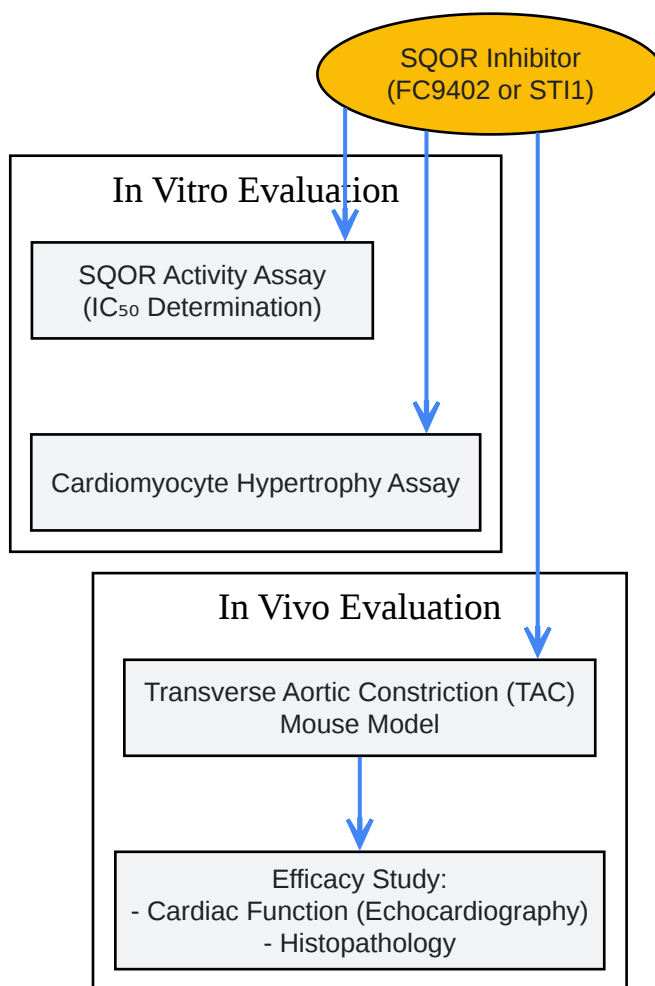 SQOR Inhibitor
(FC9402 or STI1)
In Vitro Evaluation
SQOR Activity Assay
(IC₅₀ Determination)
Cardiomyocyte Hypertrophy Assay
In Vivo Evaluation
Transverse Aortic Constriction (TAC)
Mouse Model
Efficacy Study:
- Cardiac Function (Echocardiography)
- Histopathology